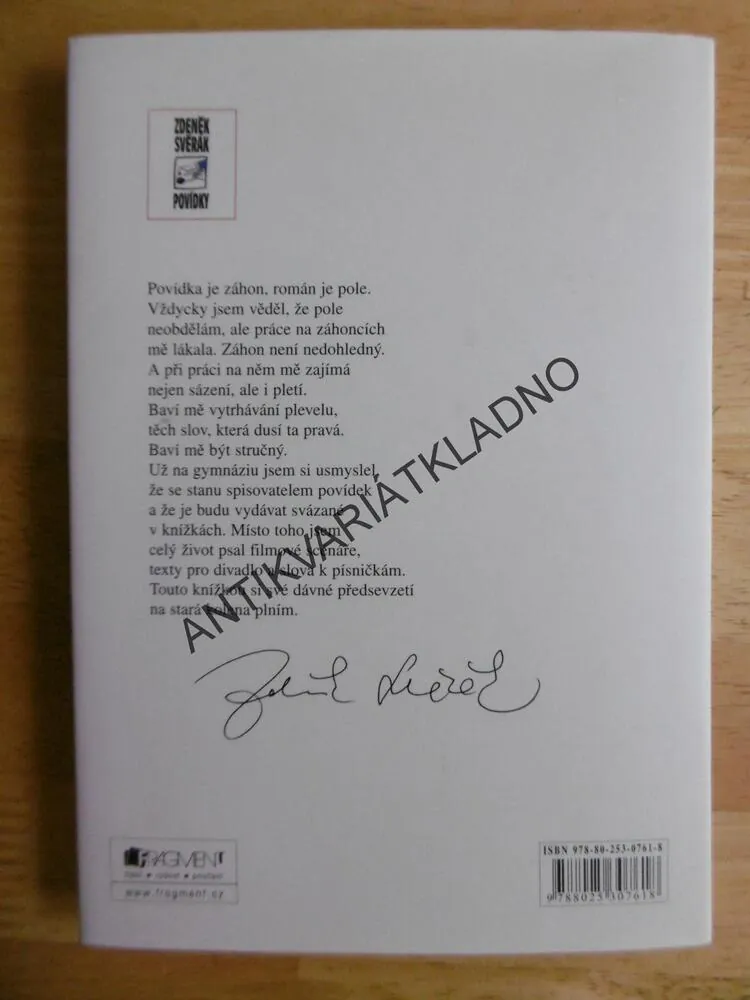 ZDENĚK
SVĚRÁK
POVÍDKY
Povídka je záhon, román je pole.
Vždycky jsem věděl, že pole
neobdělám, ale práce na záhoncích
mě lákala. Záhon není nedohledný.
A při práci na něm mě zajímá
nejen sázení, ale i pletí.
Baví mě vytrhávání plevelu,
těch slov, která dusí ta pravá.
Baví mě být stručný.
Už na gymnáziu jsem si usmyslel,
že se stanu spisovatelem povídek
a že je budu vydávat svázané
v knížkách. Místo toho jsem
celý život psal filmové scénáře,
texty pro divadlo a slova k písničkám.
Touto knížkou si své dávné předsevzetí
na stará kolena plním.
ANTIKVARIÁTKLADNO
Zdeněk Svěrák
FRAGMENT
www.fragment.cz
ISBN 978-80-253-0761-8
9 788025 307618